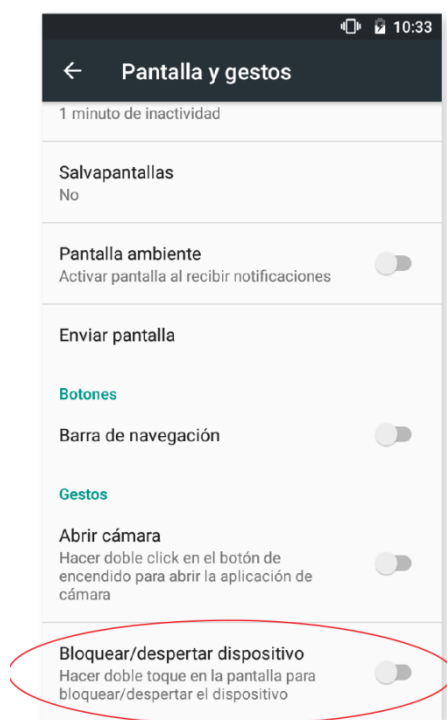 10:33
Pantalla y gestos
1 minuto de inactividad
Salvapantallas
No
Pantalla ambiente
Activar pantalla al recibir notificaciones
Enviar pantalla
Botones
Barra de navegación
Gestos
Abrir cámara
Hacer doble click en el botón de
encendido para abrir la aplicación de
cámara
Bloquear/despertar dispositivo
Hacer doble toque en la pantalla para
bloquear/despertar el dispositivo